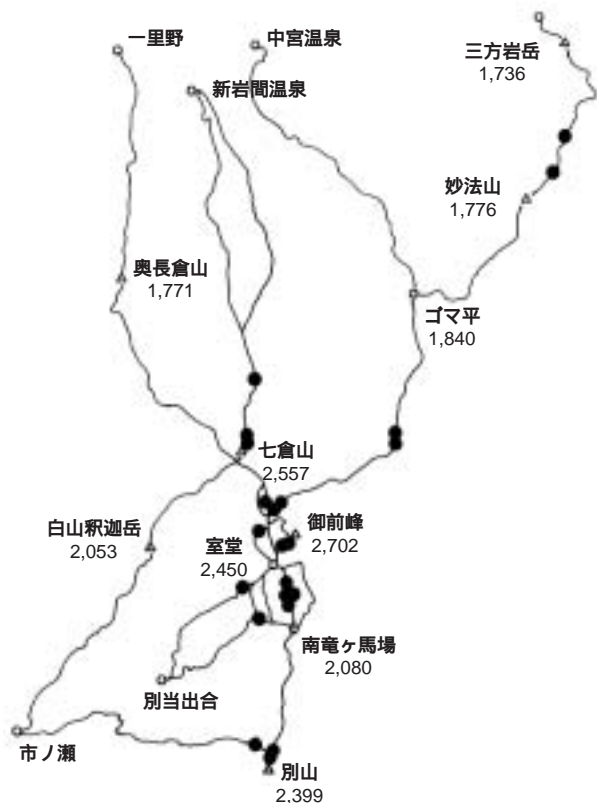 一里野
中宮温泉
三方岩岳
1,736
新岩間温泉
妙法山
1,776
奥長倉山
1,771
ゴマ平
1,840
七倉山
2,557
白山釈迦岳
2,053
室堂
2,450
御前峰
2,702
南竜ヶ馬場
2,080
別当出合
市ノ瀬
別山
2,399